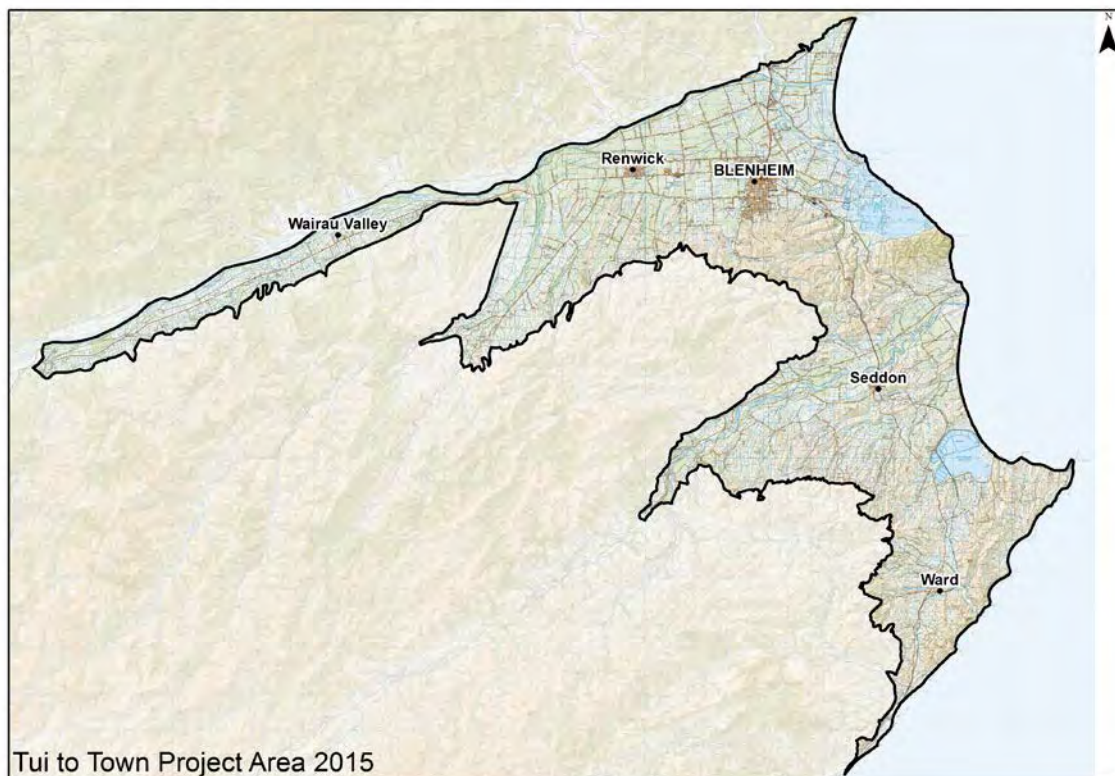 N
Renwick
BLENHEIM
Wairau Valley
Seddon
Ward
Tui to Town Project Area 2015